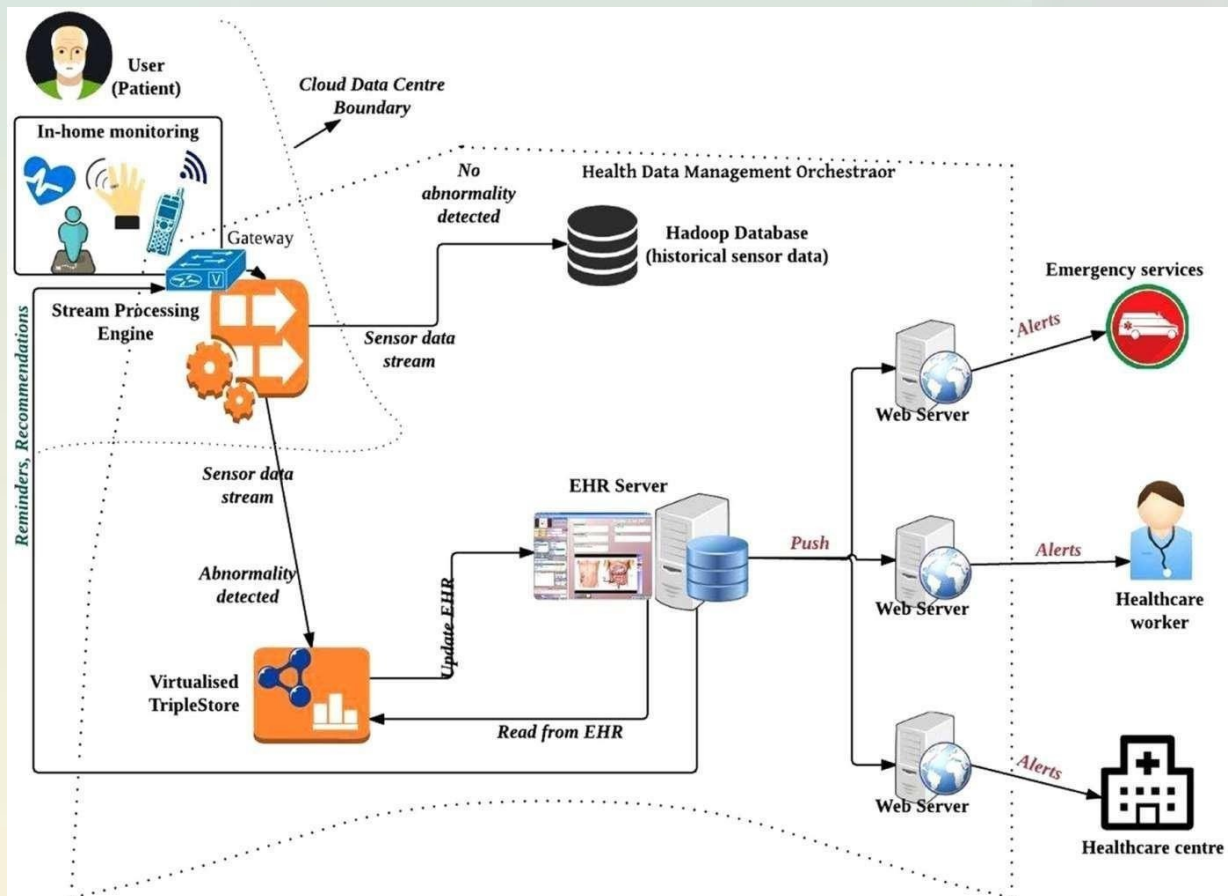 User
(Patient)
Cloud Data Centre
Boundary
In-home monitoring
No
abnormality
detected
Health Data Management Orchestraor
Gateway
Hadoop Database
(historical sensor data)
V
Stream Processing
Engine
Sensor data
stream
Emergency services
Alerts
Web Server
Reminders, Recommendations
Sensor data
stream
EHR Server
Push
Alerts
Web Server
Healthcare
worker
Abnormality
detected
Update EHR
Virtualised
TripleStore
Read from EHR
Alerts
Web Server
Healthcare centre